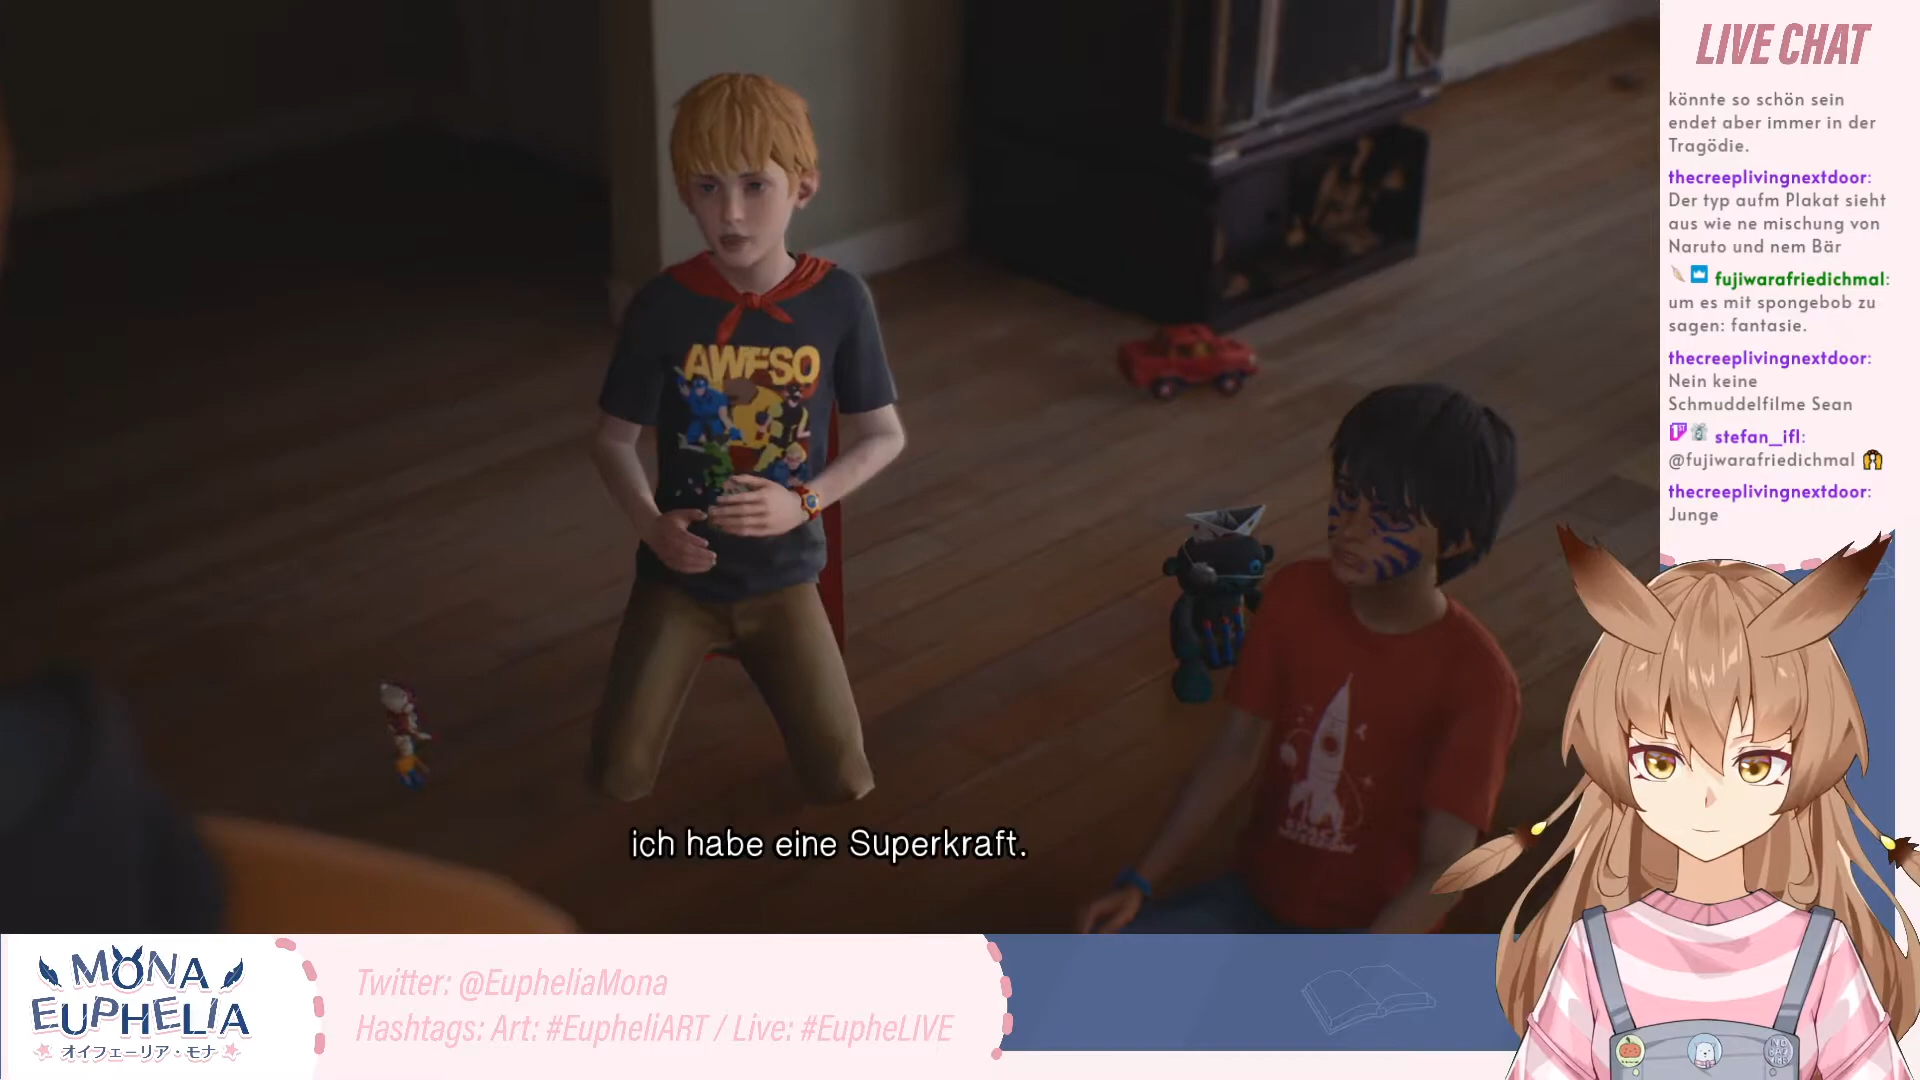 LIVE CHAT
könnte so schön sein
endet aber immer in der
Tragödie.
thecreeplivingnextdoor:
Der typ aufm Plakat sieht
aus wie ne mischung von
Naruto und nem Bär
fujiwarafriedichmal:
um es mit spongebob zu
sagen: fantasie.
thecreeplivingnextdoor:
Nein keine
Schmuddelfilme Sean
stefan_ifl:
@fujiwarafriedichmal
thecreeplivingnextdoor:
Junge
AWESO
SPACE
ich habe eine Superkraft.
MONA
EUPHELIA
オイフェーリア・モナ
Twitter: @EupheliaMona
Hashtags: Art: #EupheliART / Live: #EupheLIVE